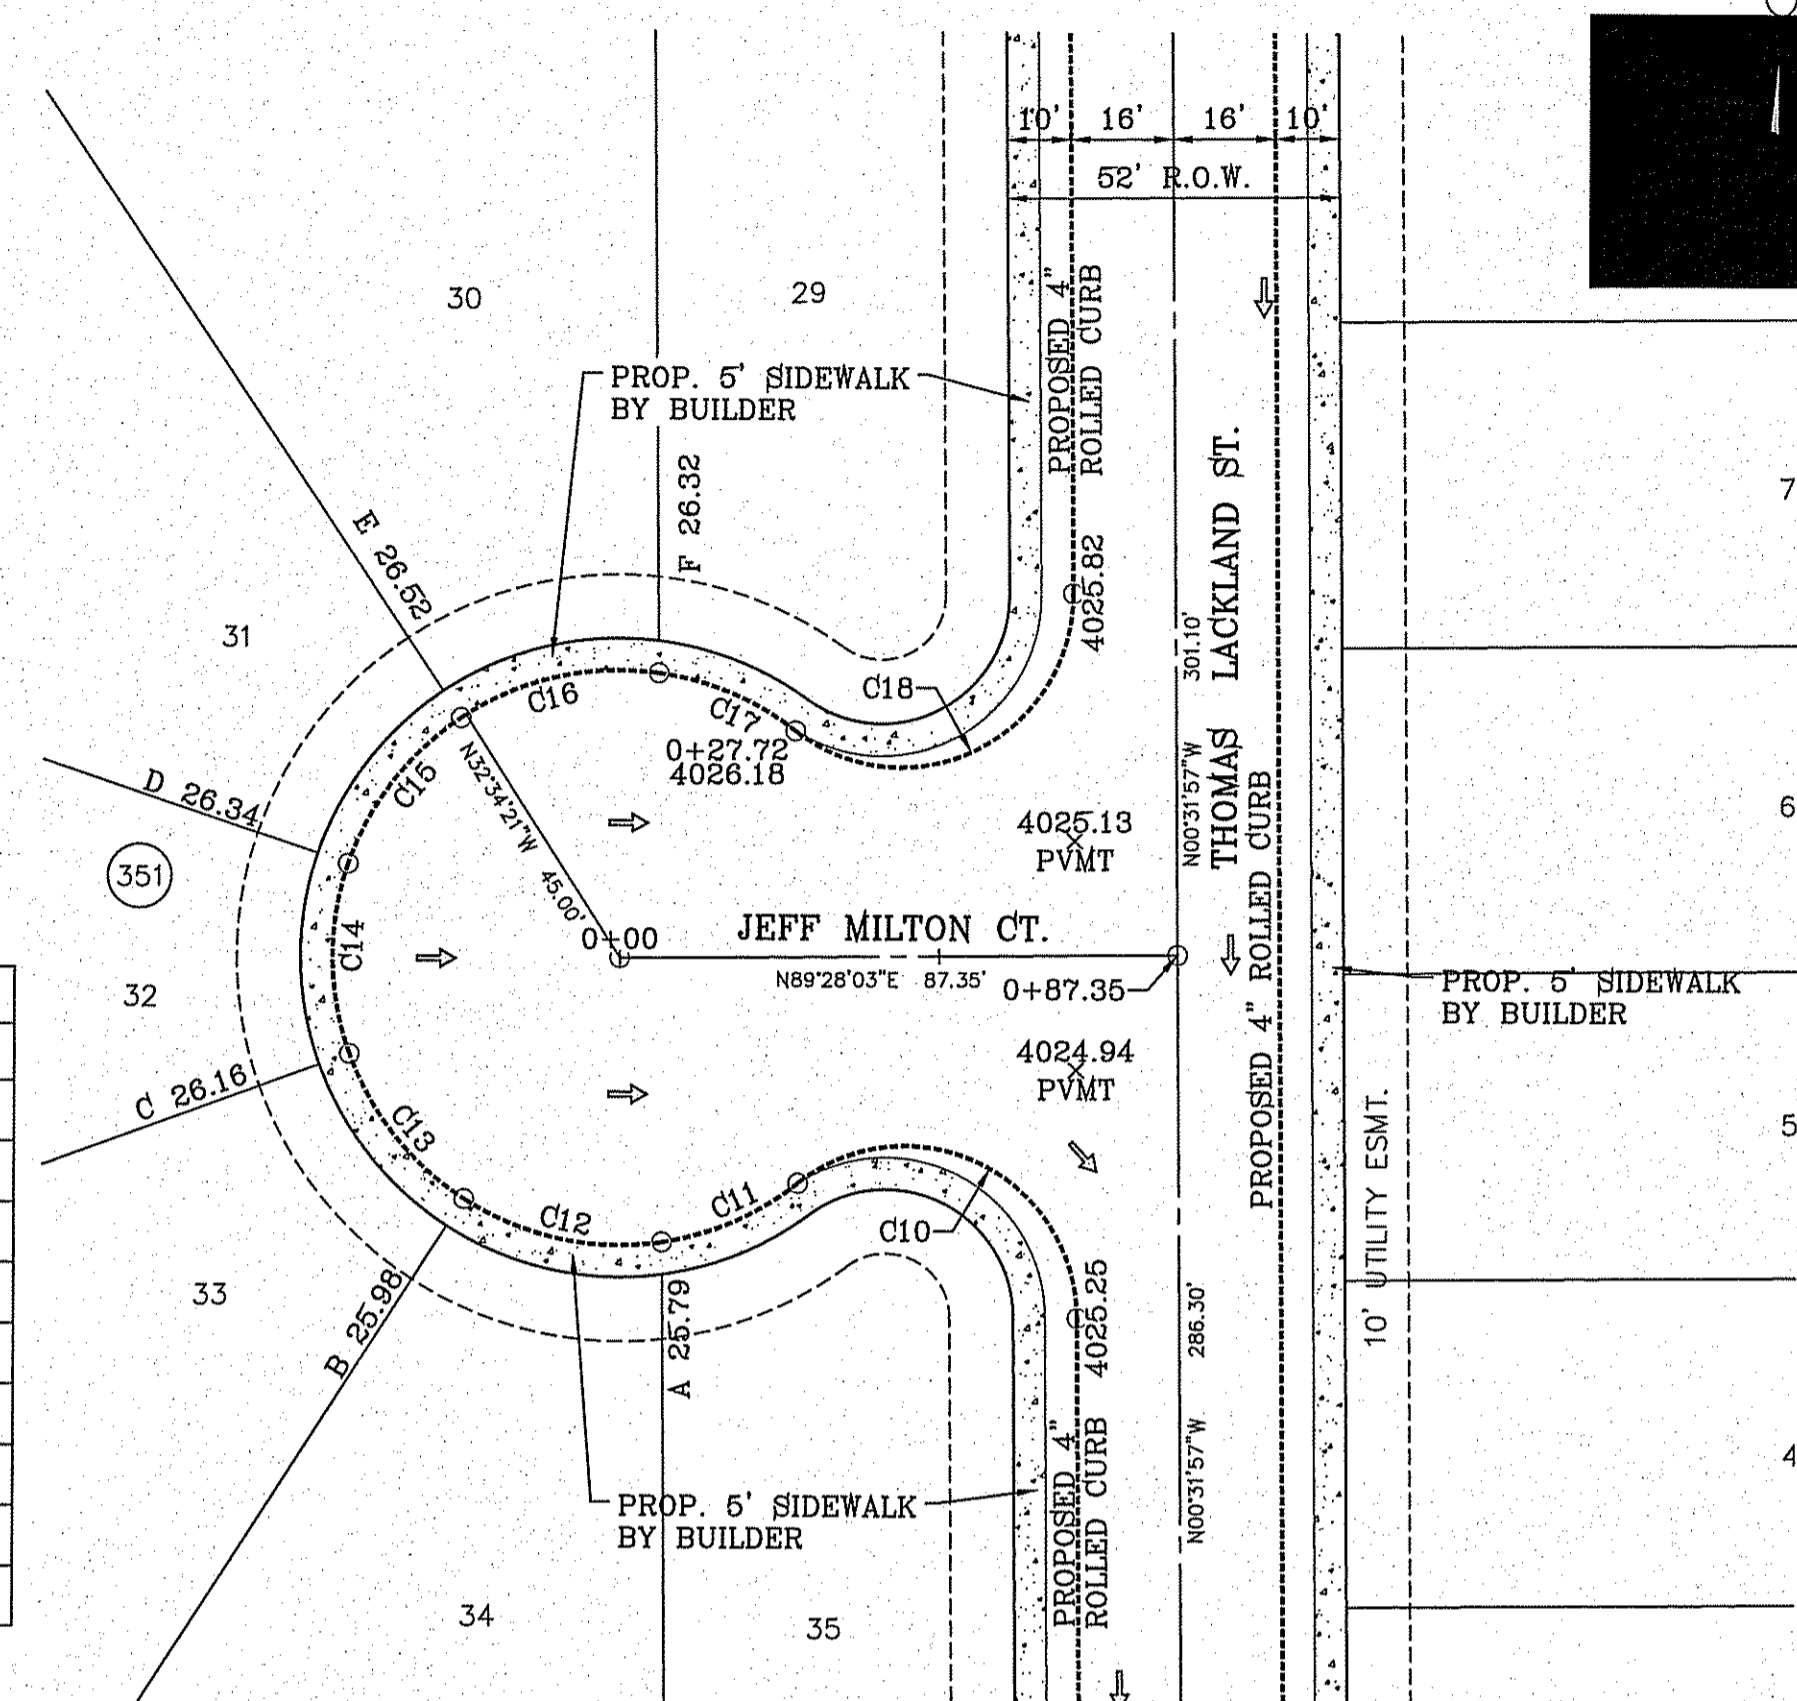 10' 16' 16' 10'
52' R.O.W.
30
29
PROPOSED 4"
ROLLED CURB
PROP. 5' SIDEWALK
BY BUILDER
THOMAS LACKLAND ST.
F 26.32
E 26.52
4025.82
7
31
301.10'
N00°31'57"W
C16
C17
C18
0+27.72
4026.18
C15
N32°34'21"W 45.00'
D 26.34
4025.13
PVMT
6
351
C14
0+00
JEFF MILTON CT.
N89°28'03"E 87.35'
0+87.35
PROPOSED 4" ROLLED CURB
PROP. 5' SIDEWALK
BY BUILDER
32
4024.94
PVMT
C 26.16
C13
C12
C11
C10
10' UTILITY ESMT.
5
33
B 25.98
A 25.79
4025.25
286.30'
N00°31'57"W
PROPOSED 4"
ROLLED CURB
4
PROP. 5' SIDEWALK
BY BUILDER
34
35